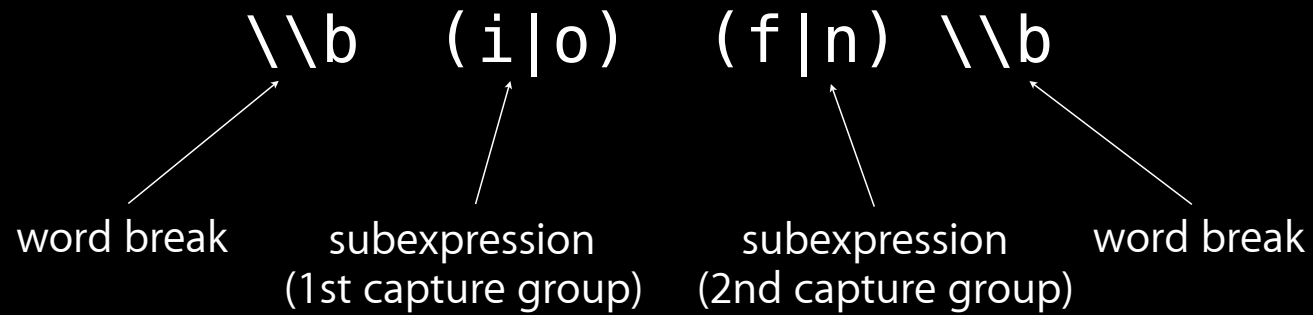 \\b (i|o) (f|n) \\b
word break subexpression subexpression word break
(1st capture group) (2nd capture group)